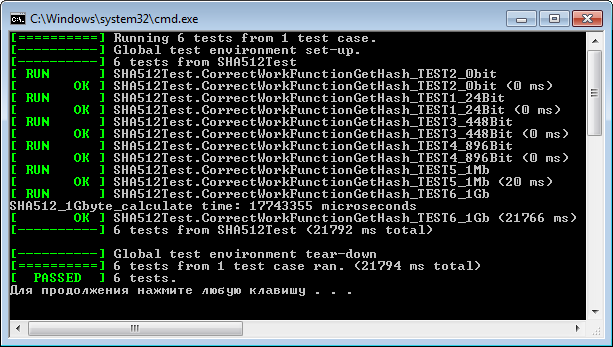 C:\Windows\system32\cmd.exe
[==========] Running 6 tests from 1 test case.
[----------] Global test environment set-up.
[----------] 6 tests from SHA512Test
[ RUN      ] SHA512Test.CorrectWorkFunctionGetHash_TEST2_0bit
[       OK ] SHA512Test.CorrectWorkFunctionGetHash_TEST2_0bit (0 ms)
[ RUN      ] SHA512Test.CorrectWorkFunctionGetHash_TEST1_24Bit
[       OK ] SHA512Test.CorrectWorkFunctionGetHash_TEST1_24Bit (0 ms)
[ RUN      ] SHA512Test.CorrectWorkFunctionGetHash_TEST3_448Bit
[       OK ] SHA512Test.CorrectWorkFunctionGetHash_TEST3_448Bit (0 ms)
[ RUN      ] SHA512Test.CorrectWorkFunctionGetHash_TEST4_896Bit
[       OK ] SHA512Test.CorrectWorkFunctionGetHash_TEST4_896Bit (0 ms)
[ RUN      ] SHA512Test.CorrectWorkFunctionGetHash_TEST5_1Mb
[       OK ] SHA512Test.CorrectWorkFunctionGetHash_TEST5_1Mb (20 ms)
[ RUN      ] SHA512Test.CorrectWorkFunctionGetHash_TEST6_1Gb
SHA512_1Gbyte_calculate time: 17743355 microseconds
[       OK ] SHA512Test.CorrectWorkFunctionGetHash_TEST6_1Gb (21766 ms)
[----------] 6 tests from SHA512Test (21792 ms total)
[----------] Global test environment tear-down
[==========] 6 tests from 1 test case ran. (21794 ms total)
[  PASSED  ] 6 tests.
Для продолжения нажмите любую клавишу . . .